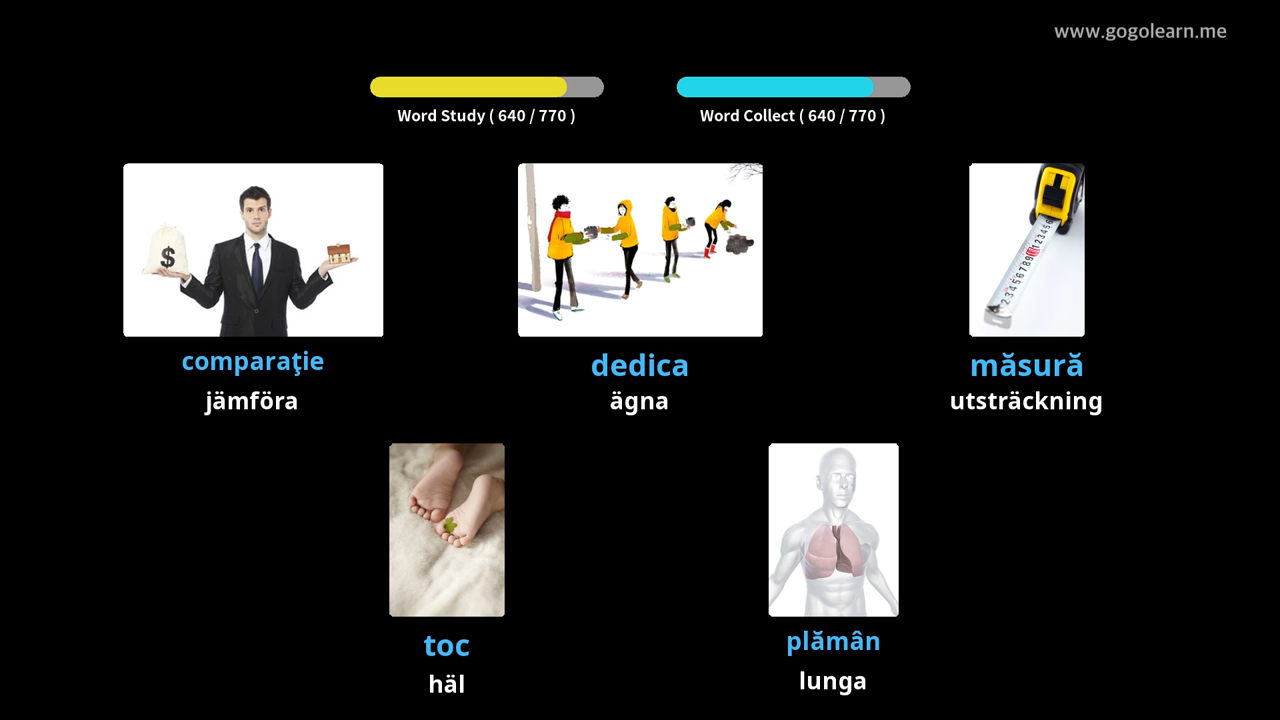 www.gogolearn.me
Word Study ( 640 / 770 )
Word Collect ( 640 / 770 )
$
comparaţie
jämföra
dedica
ägna
măsură
utsträckning
toc
häl
plămân
lunga